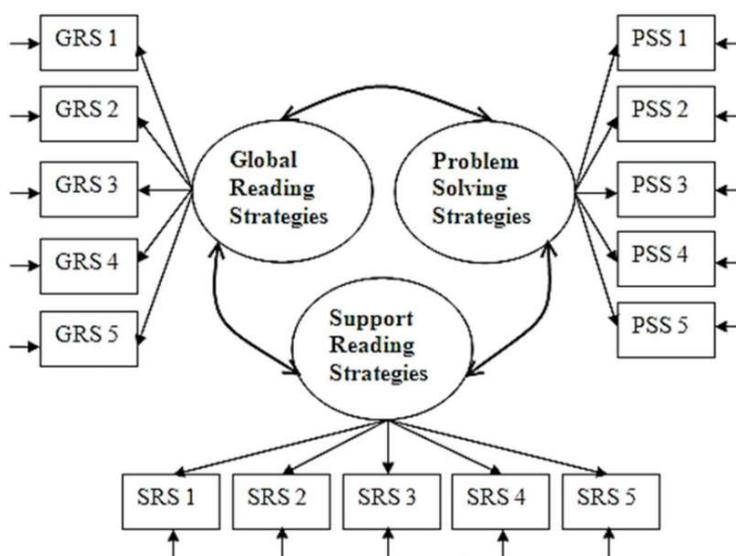 GRS 1
GRS 2
GRS 3
GRS 4
GRS 5
Global
Reading
Strategies
Problem
Solving
Strategies
Support
Reading
Strategies
PSS 1
PSS 2
PSS 3
PSS 4
PSS 5
SRS 1
SRS 2
SRS 3
SRS 4
SRS 5